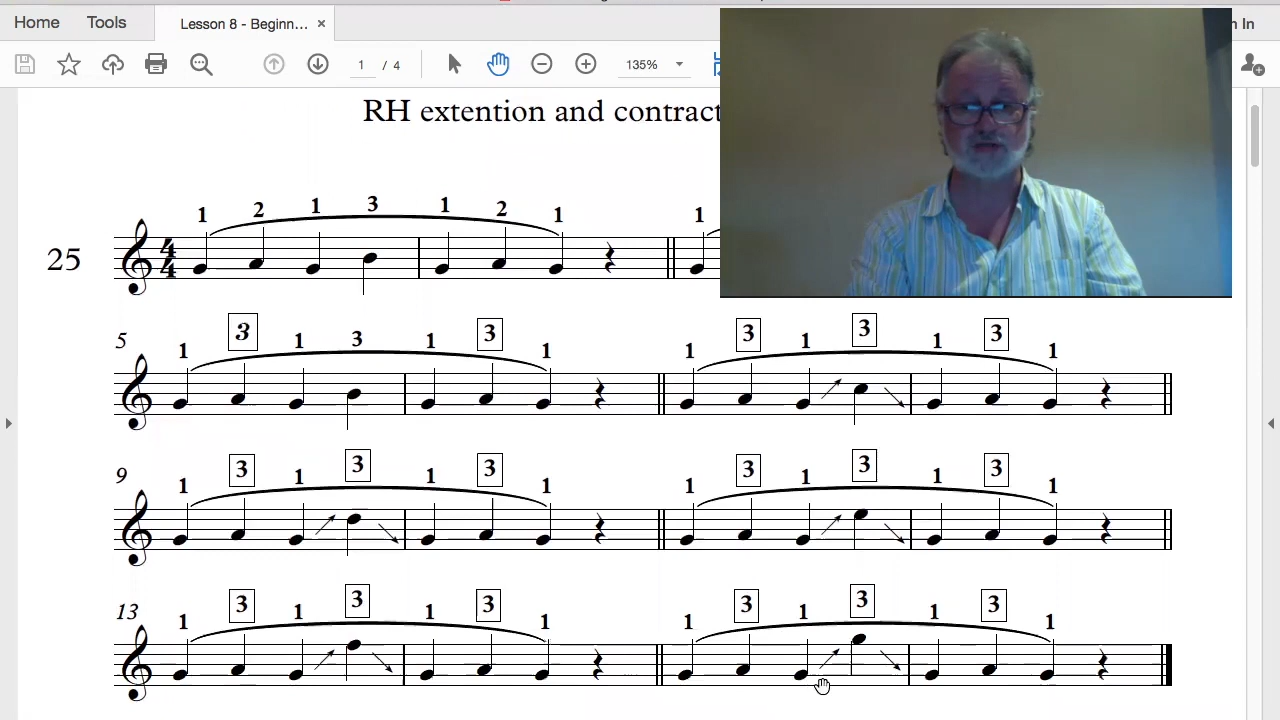 Home Tools Lesson 8 - Beginn… × n In
1 / 4 135%
RH extention and contract
1 2 1 3 1 2 1 1
25 4 4
5 1 3 1 3 1 3 1 1 3 1 3 1 3 1
9 1 3 1 3 1 3 1 1 3 1 3 1 3 1
13 1 3 1 3 1 3 1 1 3 1 3 1 3 1